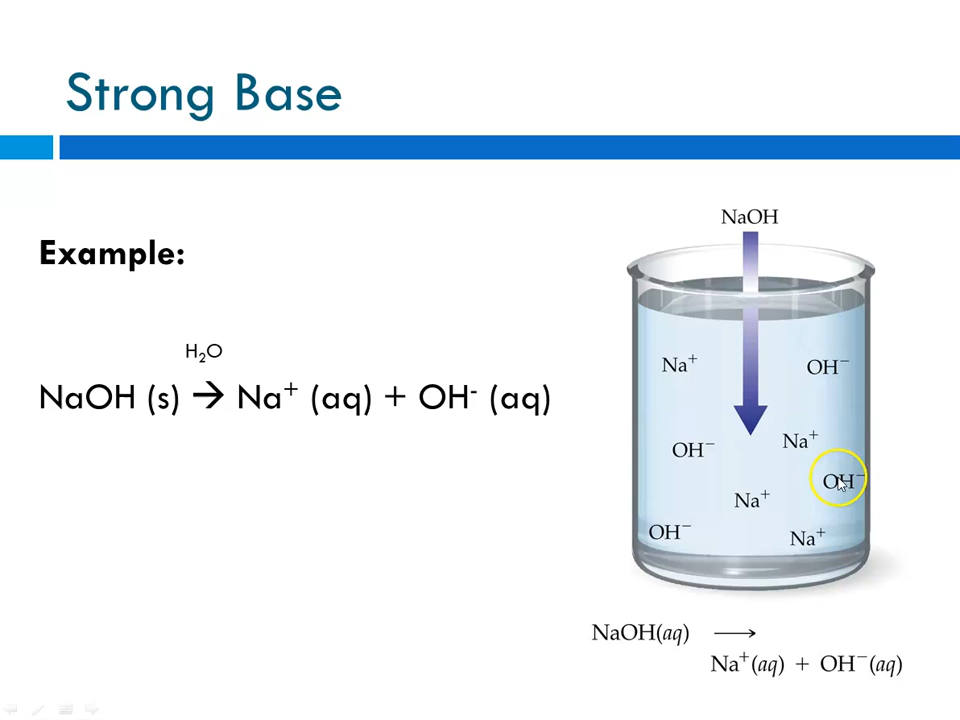 Strong Base
Example:
H₂O
NaOH (s) → Na⁺ (aq) + OH⁻ (aq)
NaOH
Na⁺
OH⁻
OH⁻
Na⁺
OH⁻
Na⁺
OH⁻
Na⁺
NaOH(aq) ⟶
Na⁺(aq) + OH⁻(aq)